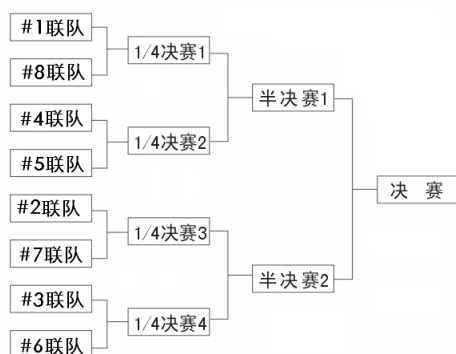 #1联队
#8联队
1/4决赛1
#4联队
#5联队
1/4决赛2
半决赛1
#2联队
#7联队
1/4决赛3
#3联队
#6联队
1/4决赛4
半决赛2
决 赛